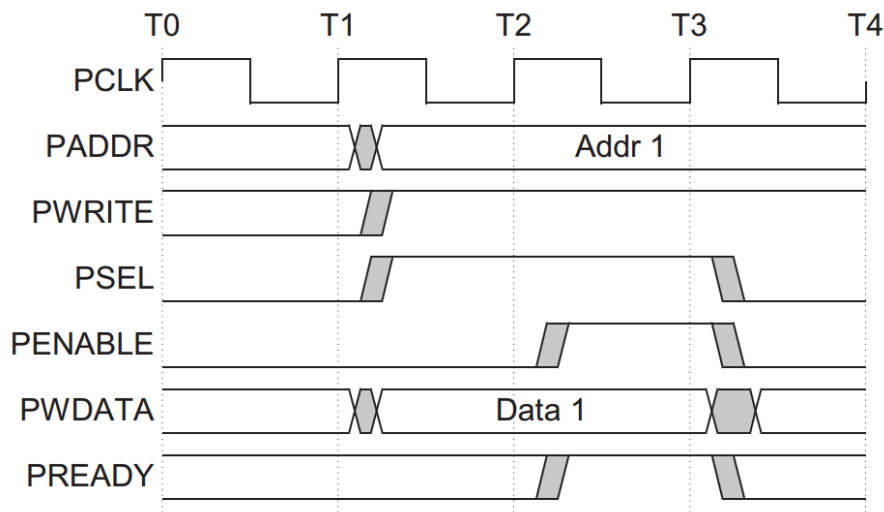 T0 T1 T2 T3 T4
PCLK
PADDR Addr 1
PWRITE
PSEL
PENABLE
PWDATA Data 1
PREADY